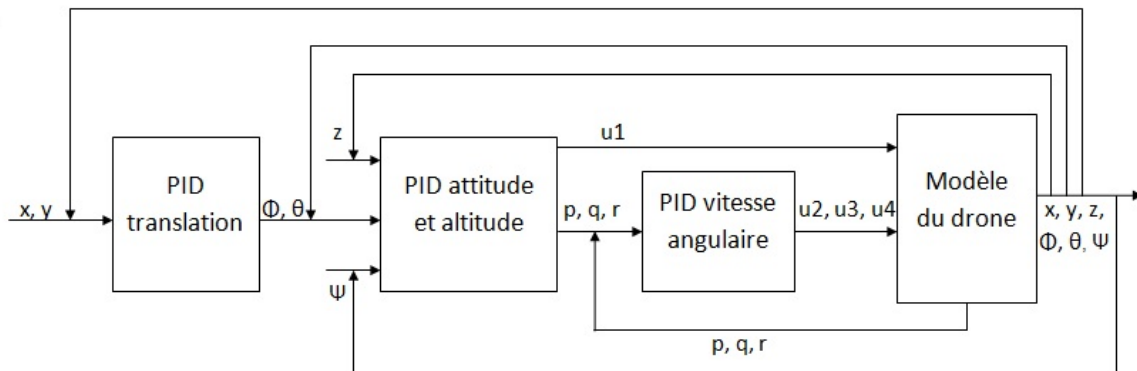 x, y
PID
translation
Φ, θ
z
Ψ
PID attitude
et altitude
u1
p, q, r
PID vitesse
angulaire
u2, u3, u4
Modèle
du drone
x, y, z,
Φ, θ, Ψ
p, q, r